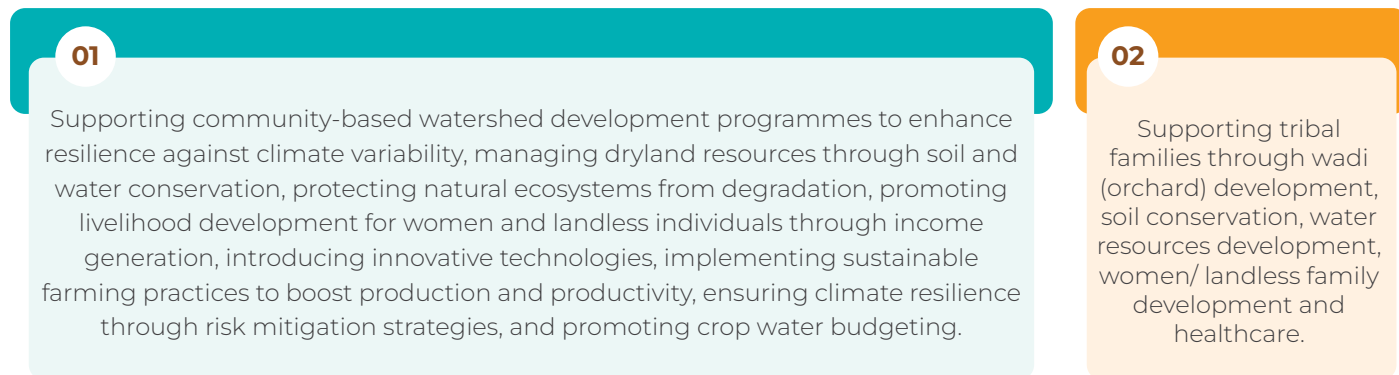 01
Supporting community-based watershed development programmes to enhance
resilience against climate variability, managing dryland resources through soil and
water conservation, protecting natural ecosystems from degradation, promoting
livelihood development for women and landless individuals through income
generation, introducing innovative technologies, implementing sustainable
farming practices to boost production and productivity, ensuring climate resilience
through risk mitigation strategies, and promoting crop water budgeting.
02
Supporting tribal
families through wadi
(orchard) development,
soil conservation, water
resources development,
women/ landless family
development and
healthcare.